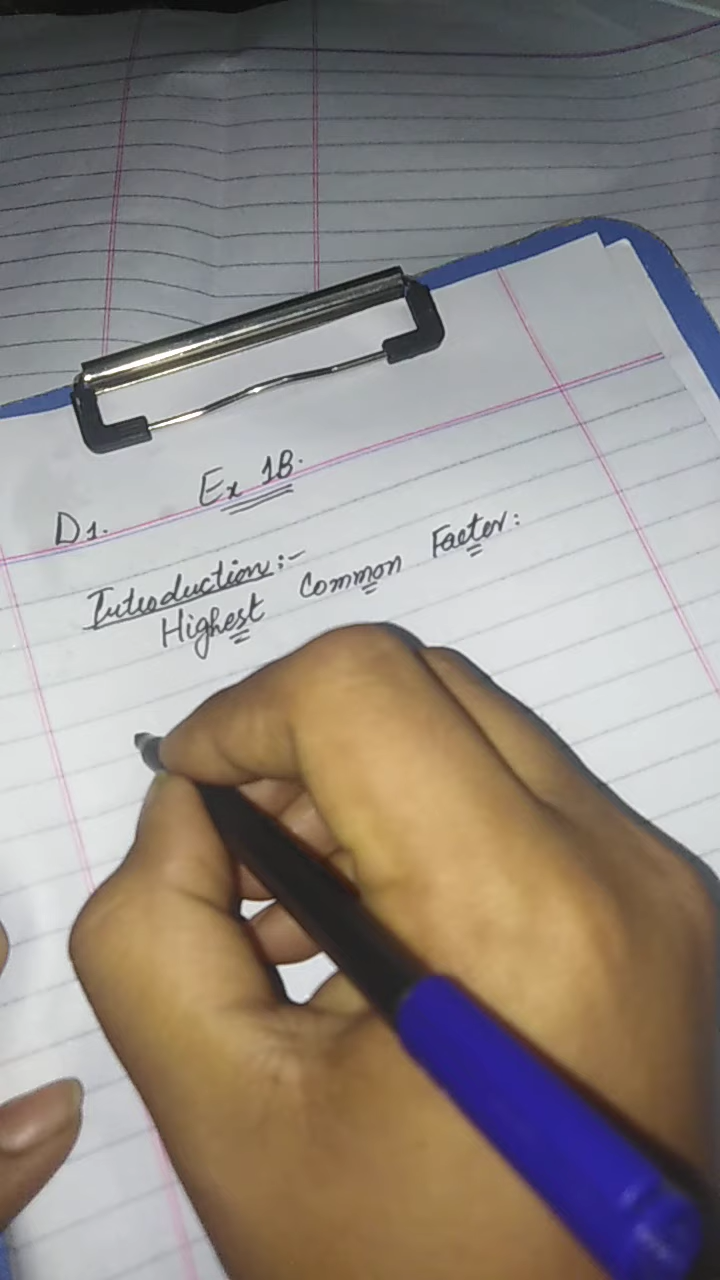 Ex 1B.
D1.
Introduction :-
Highest Common Factor: